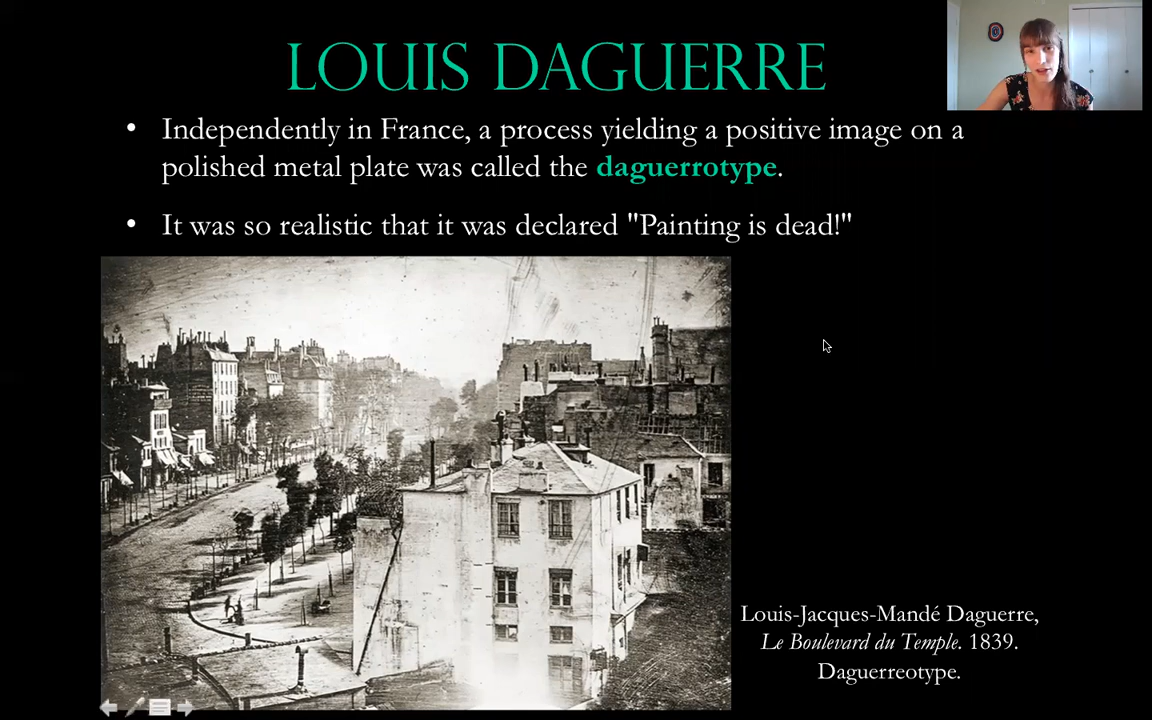 LOUIS DAGUERRE
• Independently in France, a process yielding a positive image on a
polished metal plate was called the daguerrotype.
• It was so realistic that it was declared "Painting is dead!"
Louis-Jacques-Mandé Daguerre,
Le Boulevard du Temple. 1839.
Daguerreotype.